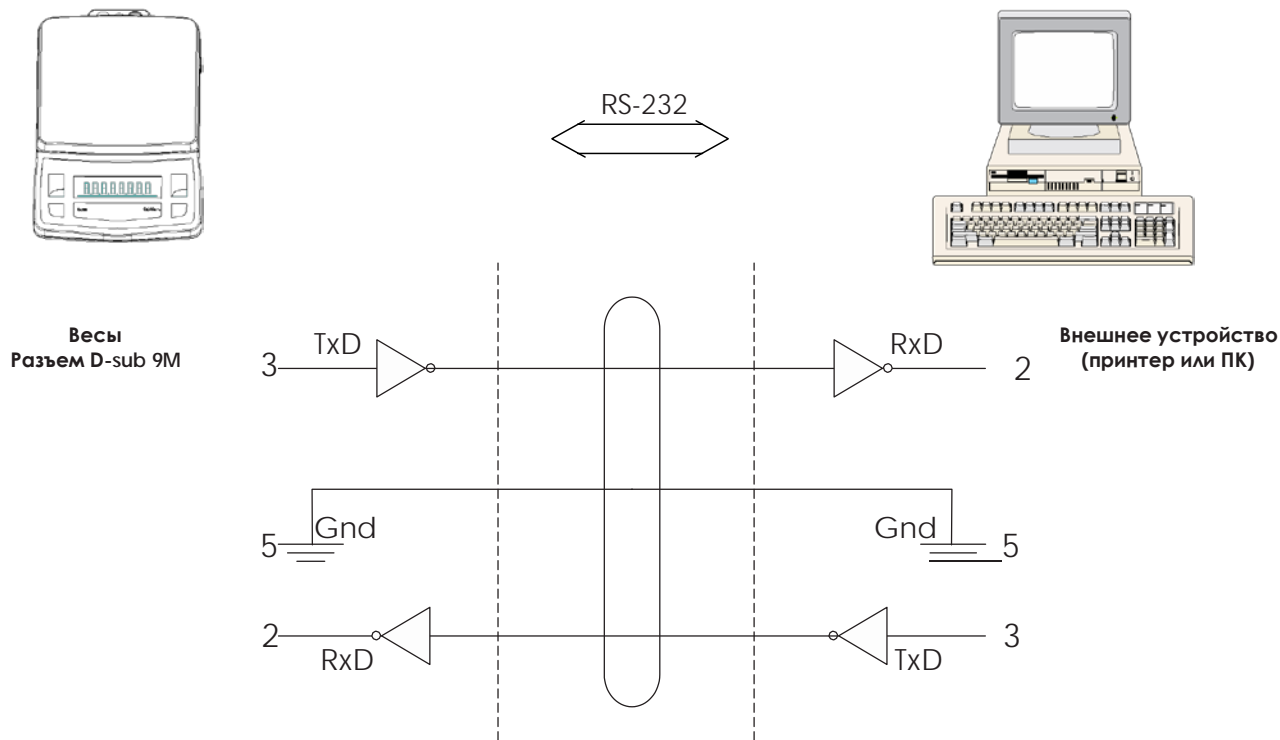 RS-232
Весы
Разъем D-sub 9М
Внешнее устройство
(принтер или ПК)
3
TxD
RxD
2
5
Gnd
Gnd
5
2
RxD
TxD
3